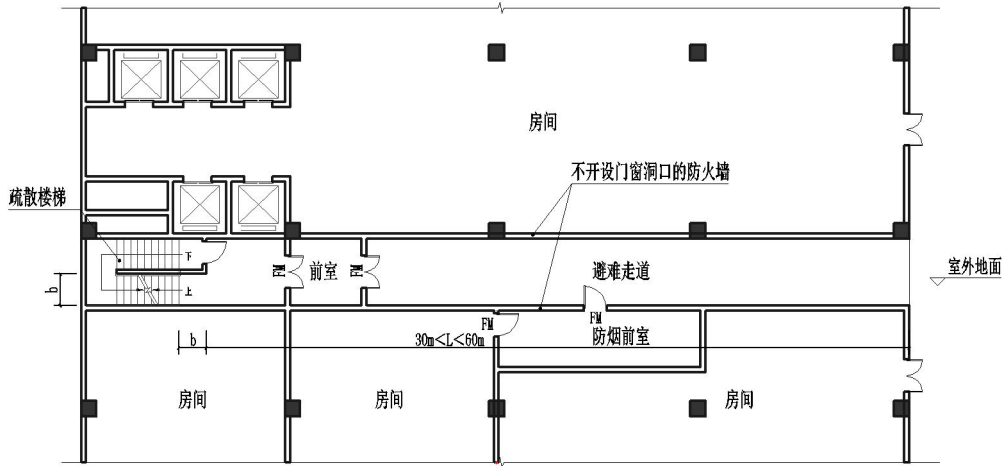 房间
不开设门窗洞口的防火墙
疏散楼梯
下
上
b
FM
前室
FM
避难走道
室外地面
FM
FM
防烟前室
b
30m<L<60m
房间
房间
房间